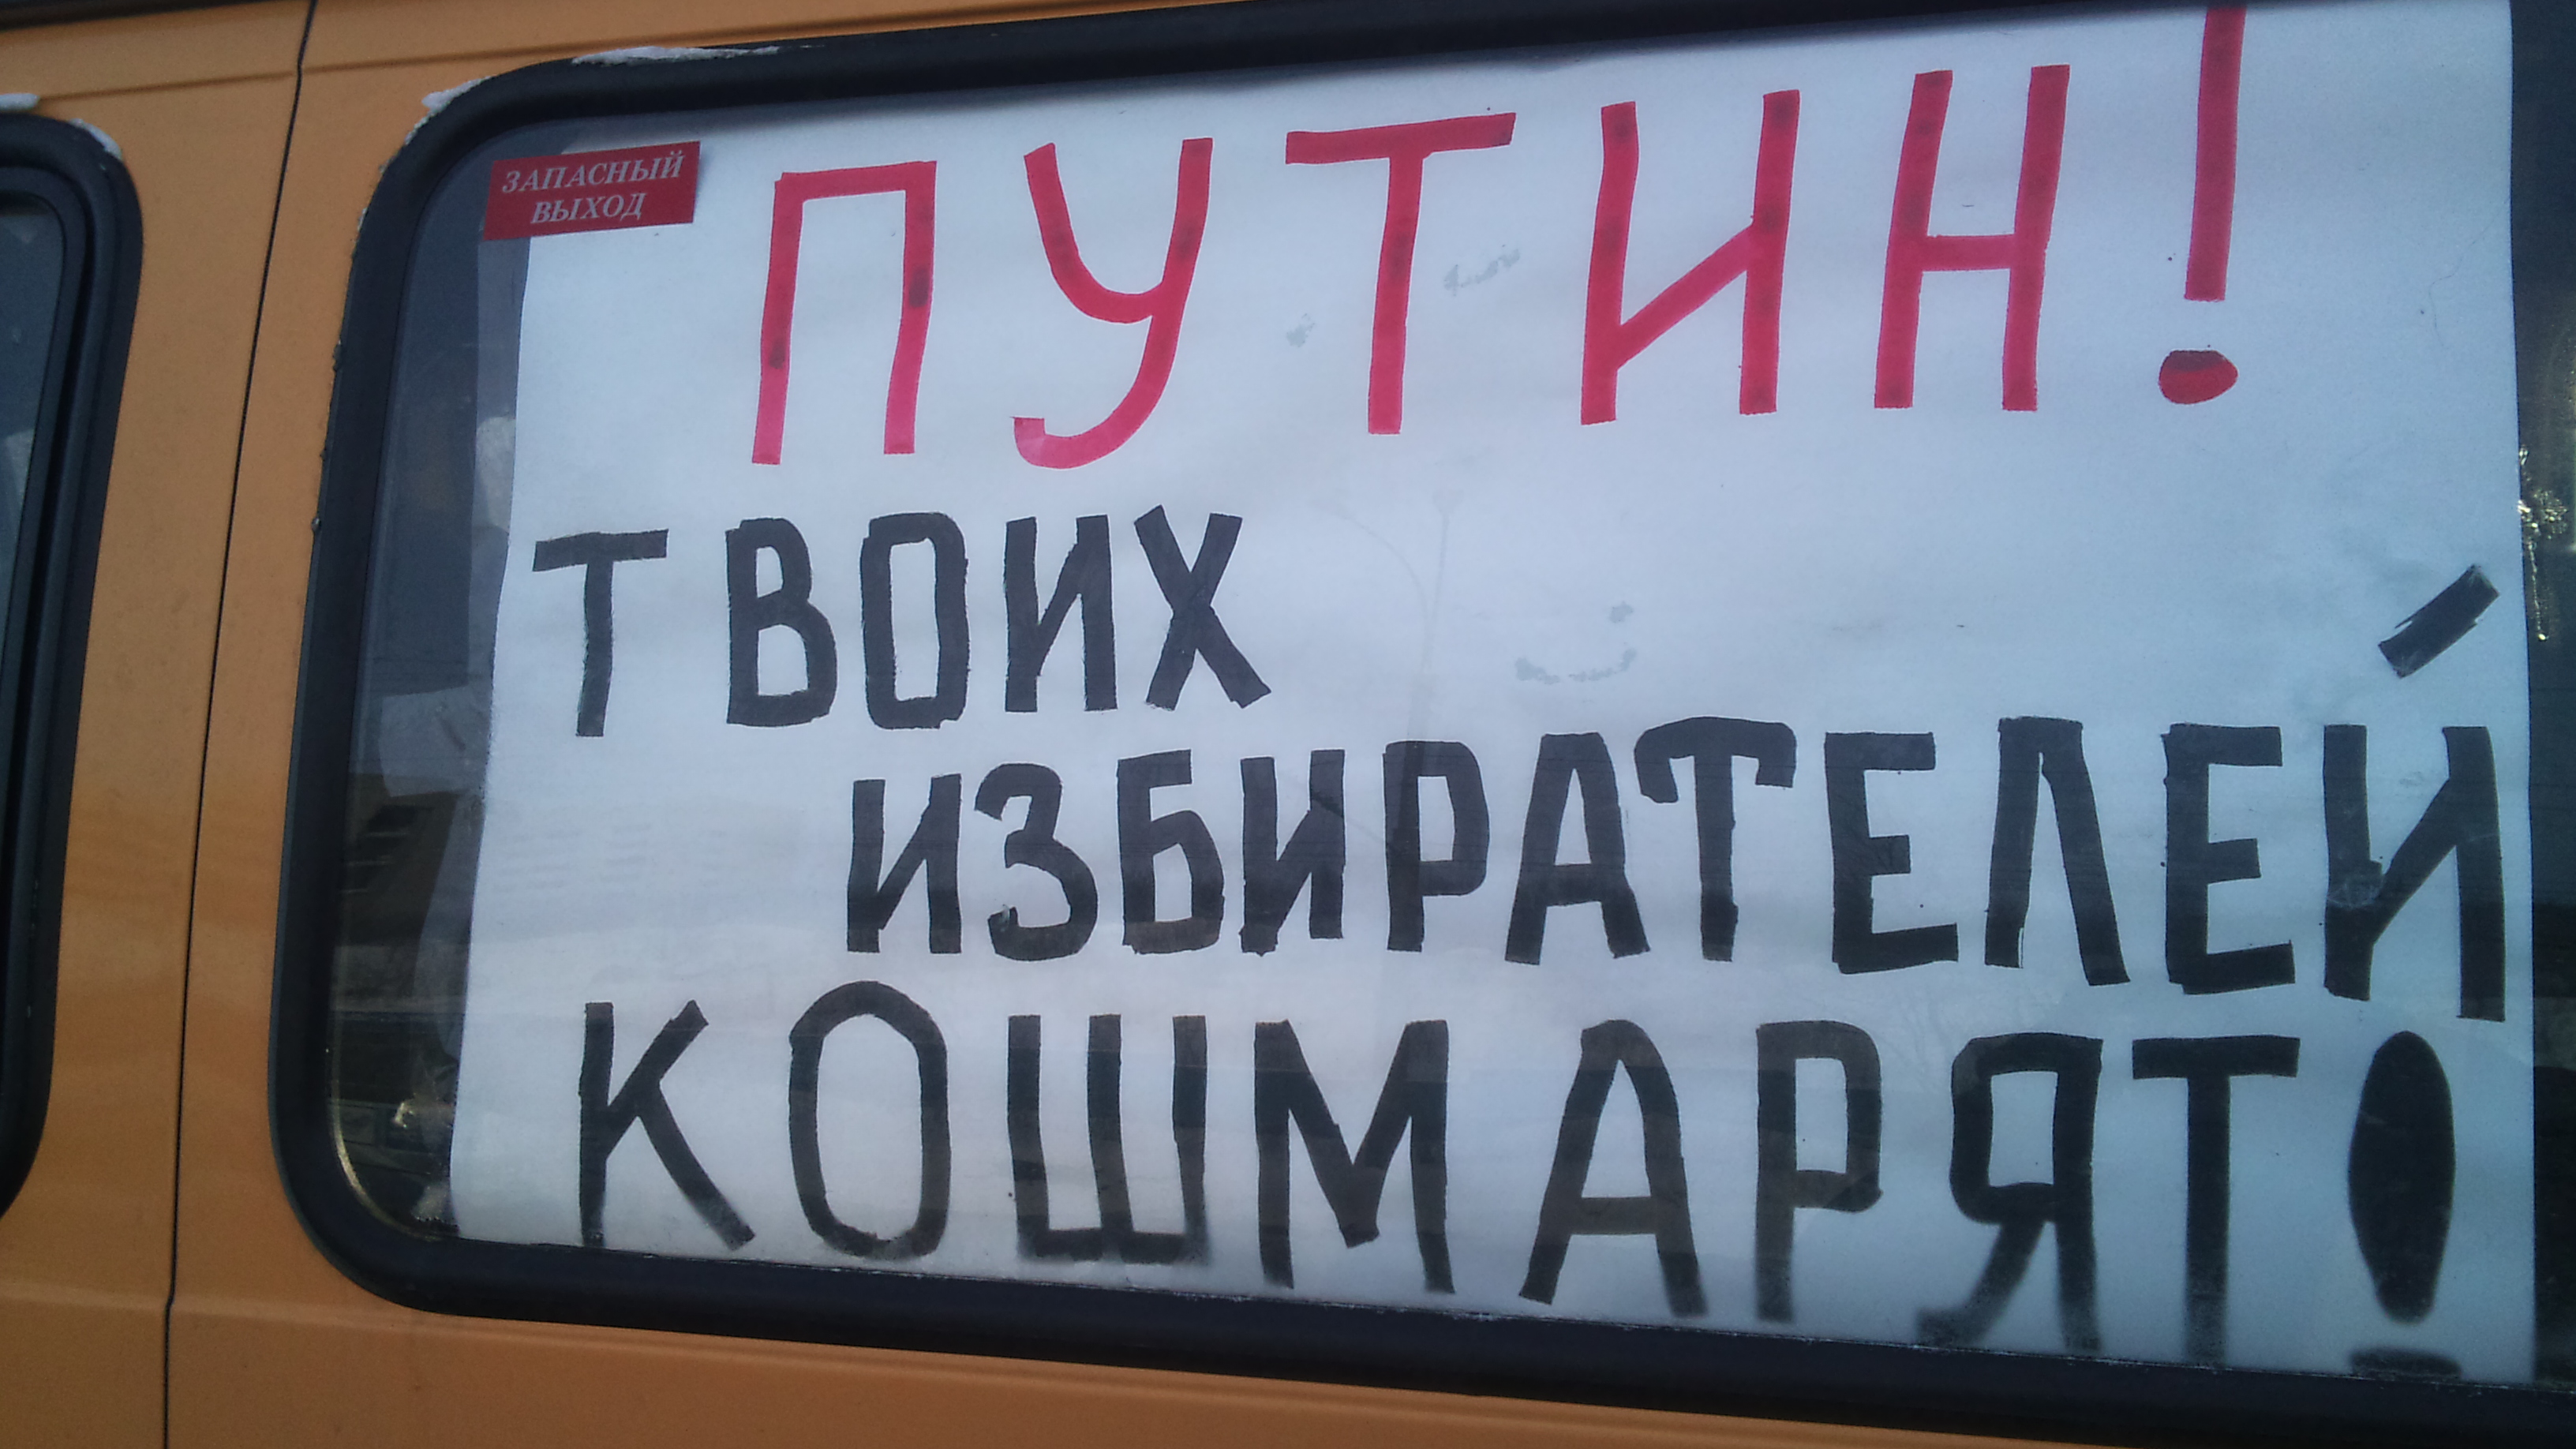 ЗАПАСНЫЙ
ВЫХОД
ПУТИН!
ТВОИХ
ИЗБИРАТЕЛЕЙ
КОШМАРЯТ!